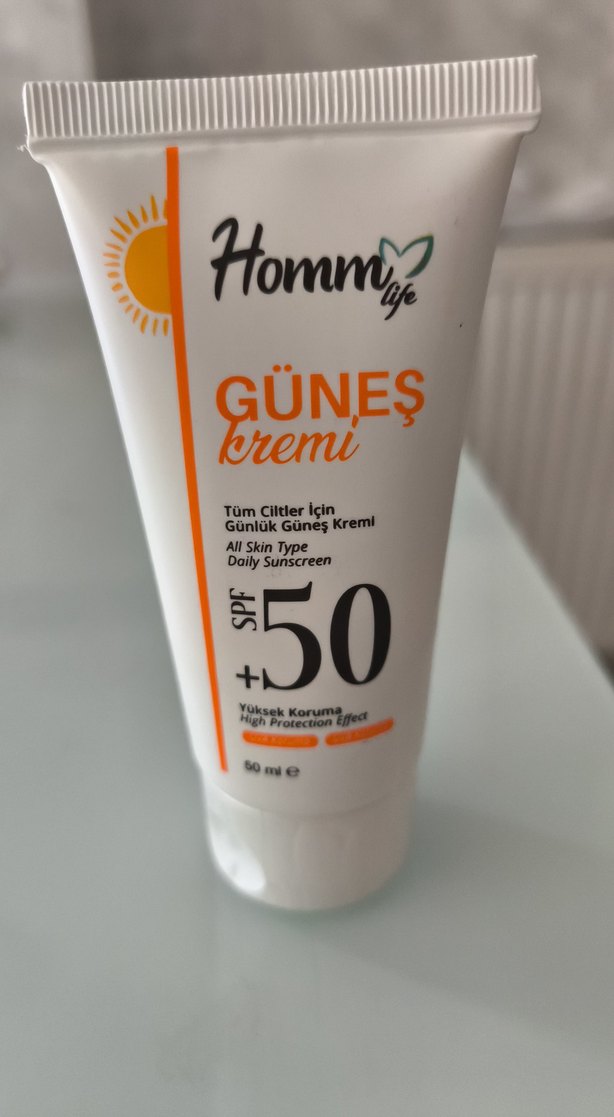 Homm
life
GÜNEŞ
kremi
Tüm Ciltler İçin
Günlük Güneş Kremi
All Skin Type
Daily Sunscreen
SPF
+50
Yüksek Koruma
High Protection Effect
50 ml e